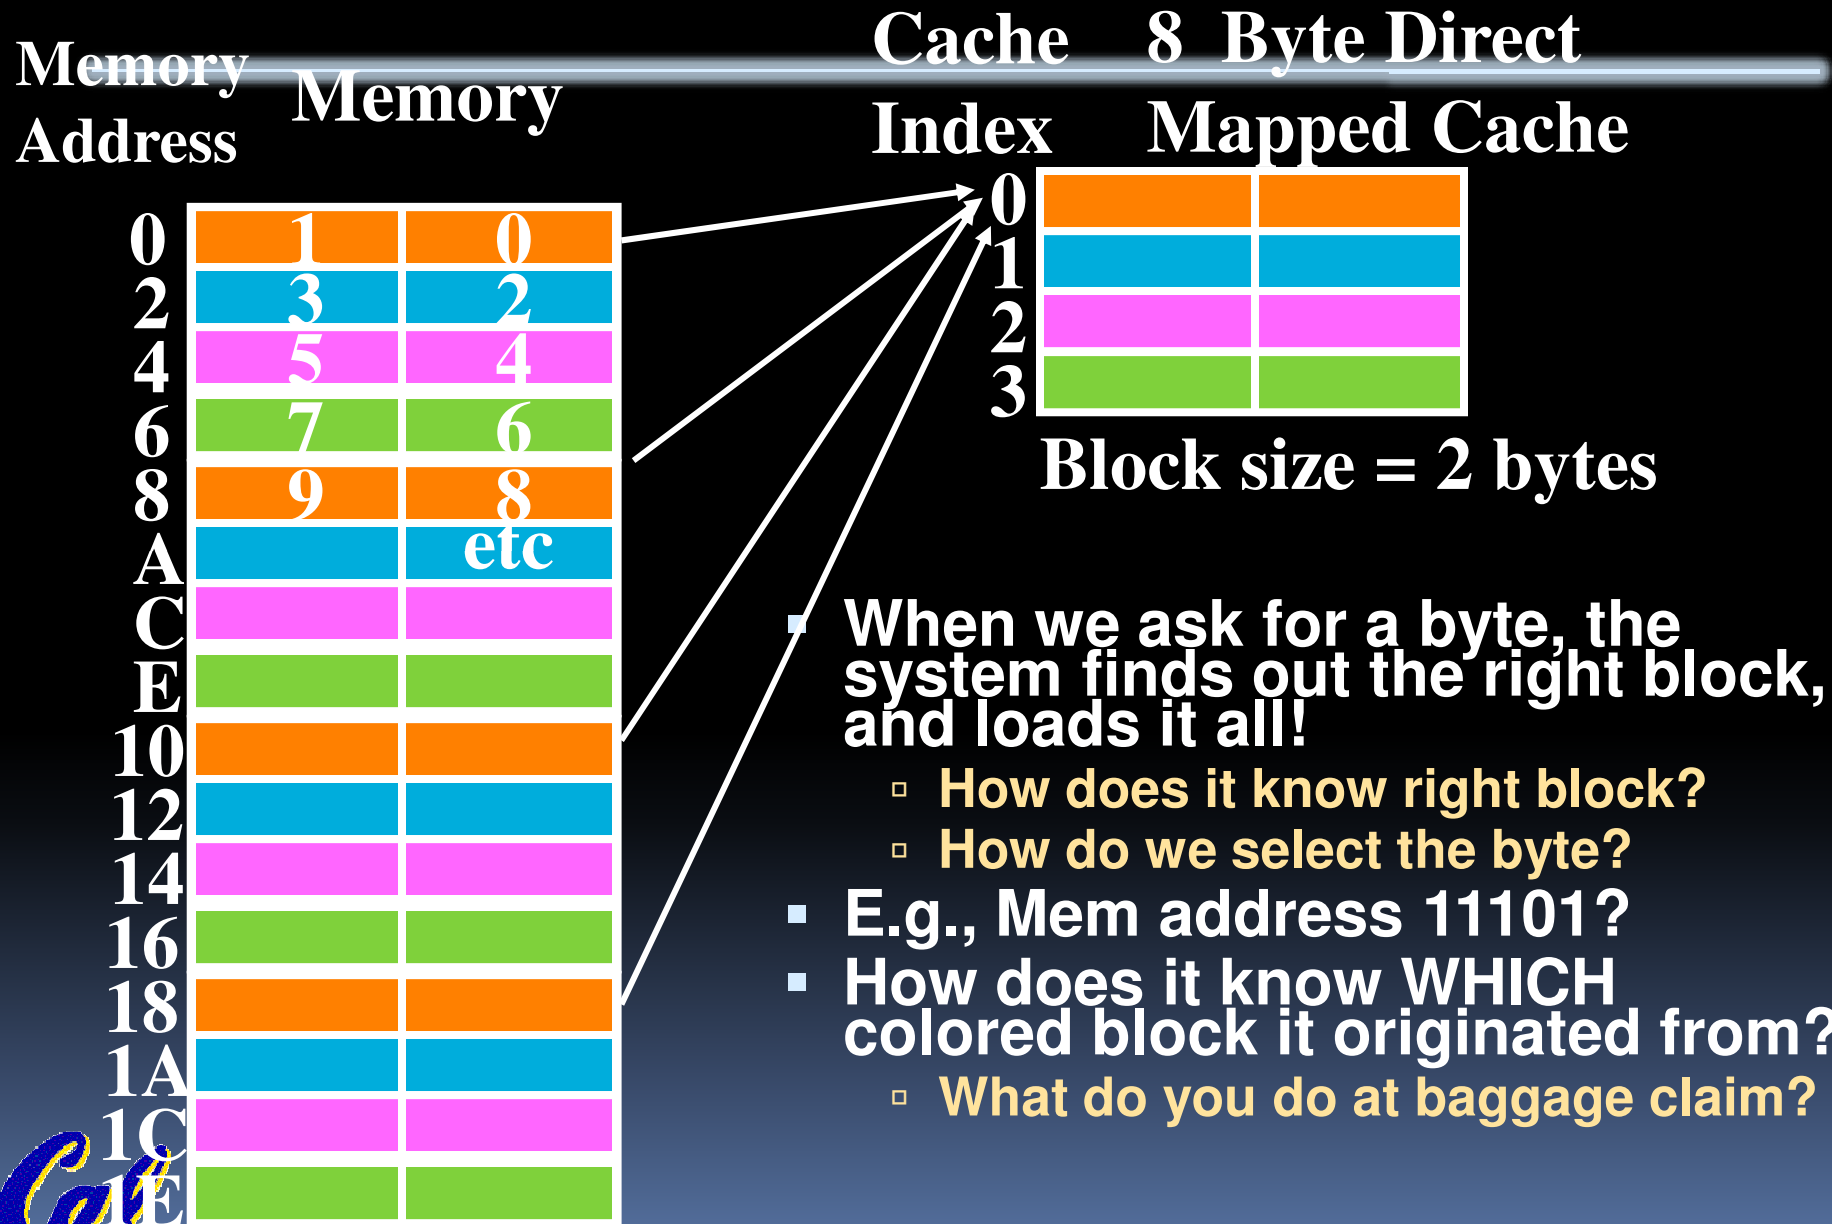 Memory
Address
Memory
0 1 0
2 3 2
4 5 4
6 7 6
8 9 8
A etc
C
E
10
12
14
16
18
1A
1C
1E
Cal
Cache
Index
8 Byte Direct
Mapped Cache
0
1
2
3
Block size = 2 bytes
When we ask for a byte, the
system finds out the right block,
and loads it all!
How does it know right block?
How do we select the byte?
E.g., Mem address 11101?
How does it know WHICH
colored block it originated from?
What do you do at baggage claim?